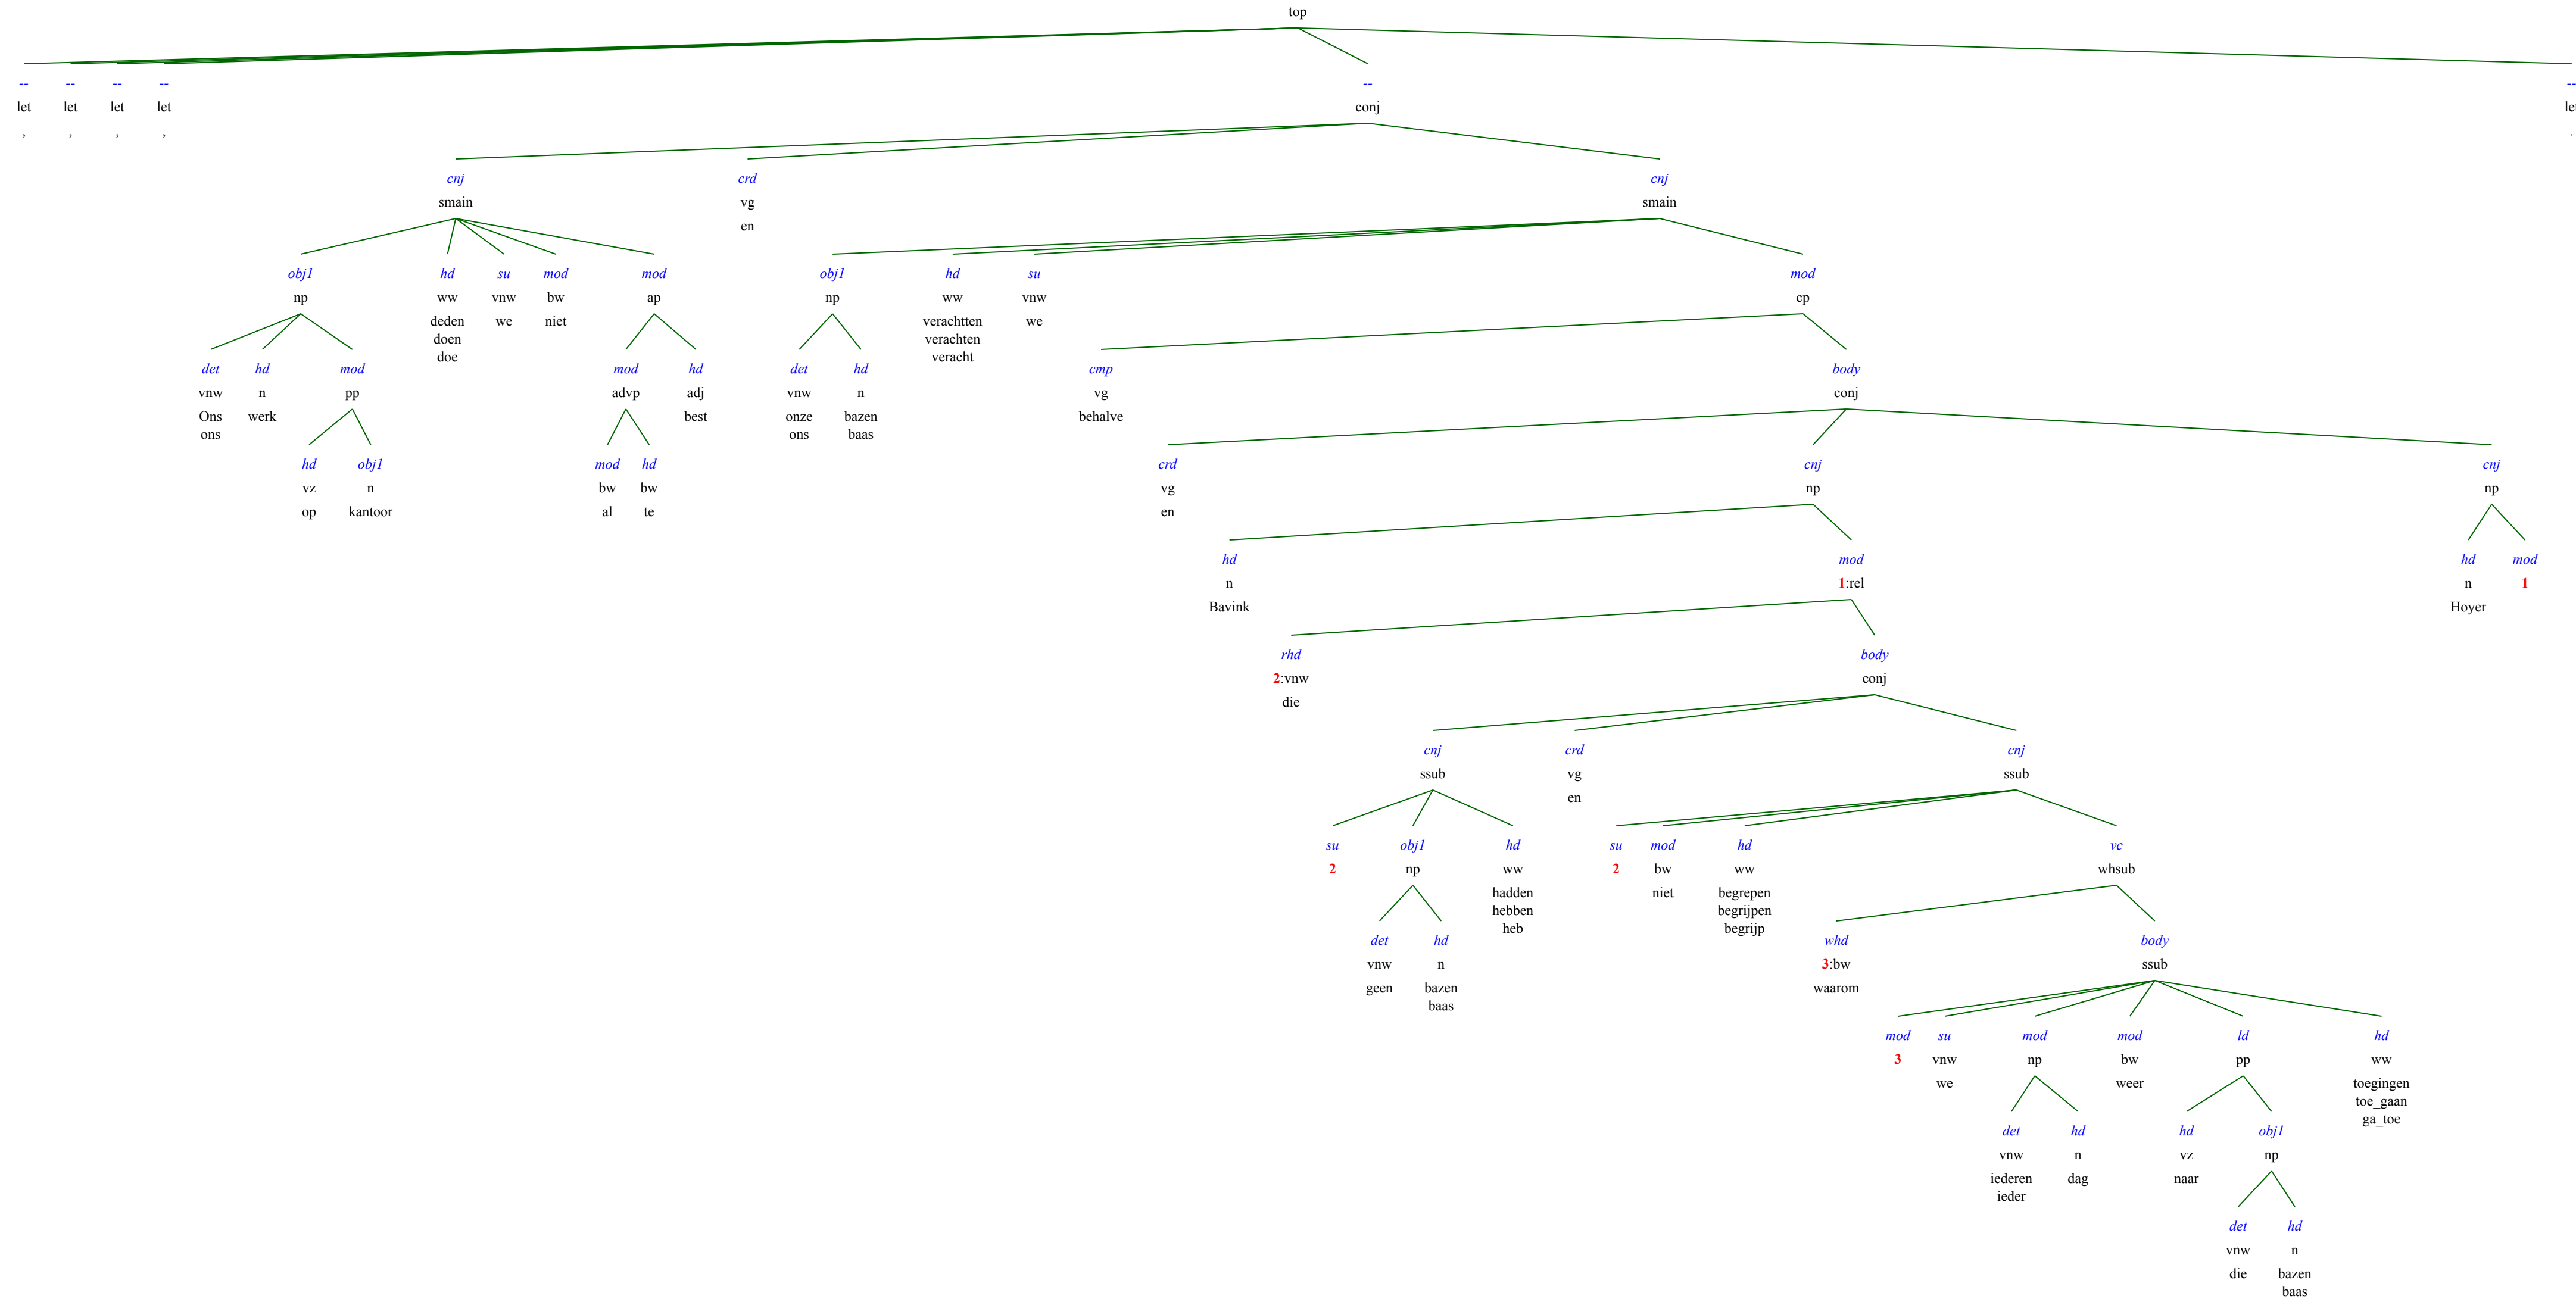 top
-- -- -- -- -- --
let let let let conj let
, , , , .
cnj crd cnj
smain vg smain
en
obj1 hd su mod mod obj1 hd su mod
np ww vnw bw ap np ww vnw cp
deden we niet verachtten we
doen verachten
doe veracht
det hd mod mod hd det hd cmp body
vnw n pp advp adj vnw n vg conj
Ons werk best onze bazen behalve
ons ons baas
hd obj1 mod hd crd cnj cnj
vz n bw bw vg np np
op kantoor al te en
hd mod hd mod
n 1:rel n 1
Bavink Hoyer
rhd body
2:vnw conj
die
cnj crd cnj
ssub vg ssub
en
su obj1 hd su mod hd vc
2 np ww 2 bw ww whsub
hadden niet begrepen
hebben begrijpen
heb begrijp
det hd whd body
vnw n 3:bw ssub
geen bazen waarom
baas
mod su mod mod ld hd
3 vnw np bw pp ww
we weer toegingen
toe_gaan
ga_toe
det hd hd obj1
vnw n vz np
iederen dag naar
ieder
det hd
vnw n
die bazen
baas